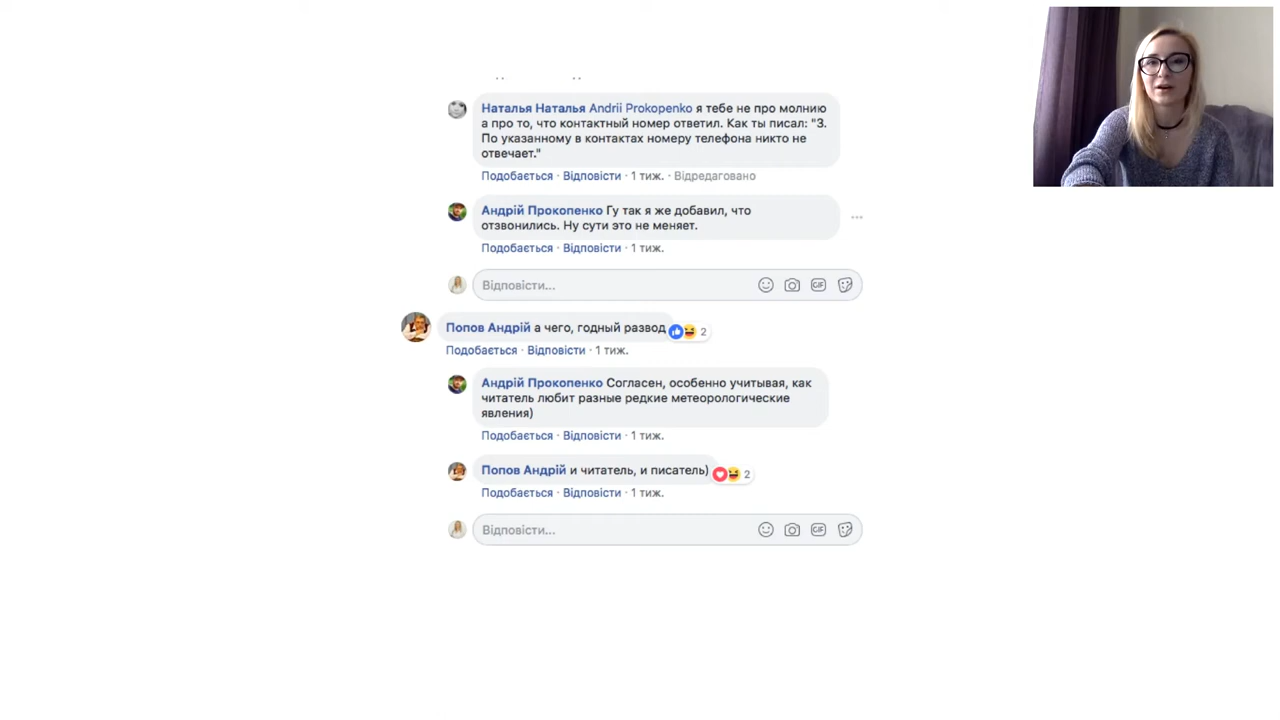 Наталья Наталья Andrii Prokopenko я тебе не про молнию
а про то, что контактный номер ответил. Как ты писал: "3.
По указанному в контактах номеру телефона никто не
отвечает."
Подобається · Відповісти · 1 тиж. · Відредаговано
Андрій Прокопенко Гу так я же добавил, что
отзвонились. Ну сути это не меняет.
Подобається · Відповісти · 1 тиж.
Відповісти...
GIF
Попов Андрій а чего, годный развод
2
Подобається · Відповісти · 1 тиж.
Андрій Прокопенко Согласен, особенно учитывая, как
читатель любит разные редкие метеорологические
явления)
Подобається · Відповісти · 1 тиж.
Попов Андрій и читатель, и писатель)
2
Подобається · Відповісти · 1 тиж.
Відповісти...
GIF